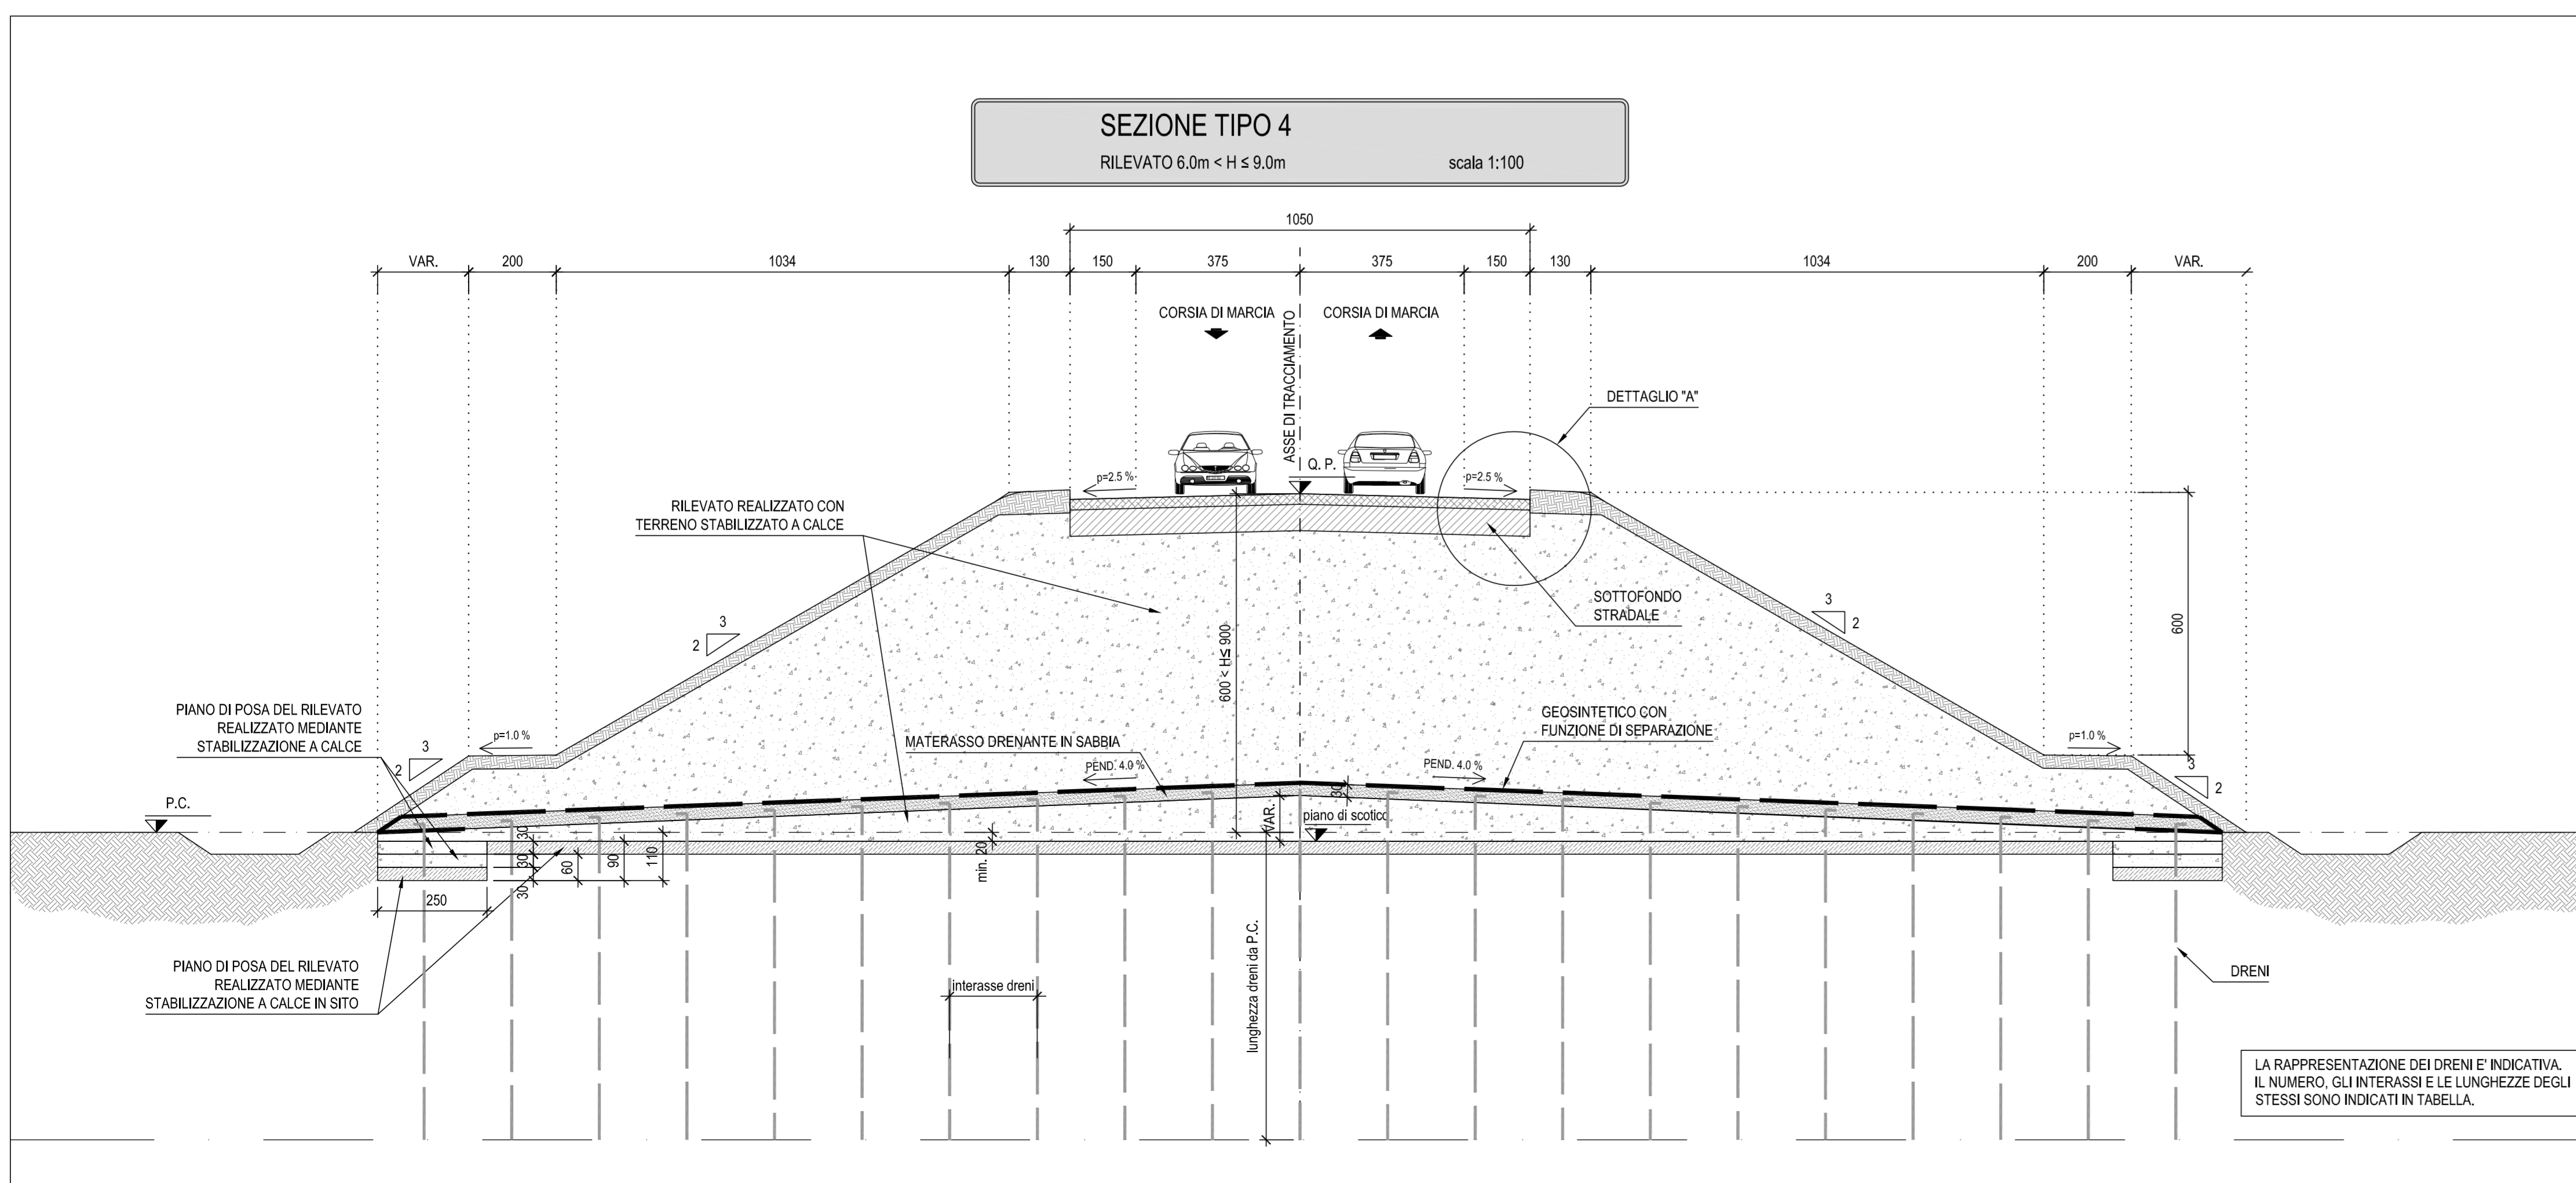 SEZIONE TIPO 4
RILEVATO 6.0m < H ≤ 9.0m scala 1:100
1050
VAR. 200 1034 130 150 375 375 150 130 1034 200 VAR.
CORSIA DI MARCIA
CORSIA DI MARCIA
ASSE DI TRACCIAMENTO
DETTAGLIO "A"
Q. P.
p=2.5 %
p=2.5 %
RILEVATO REALIZZATO CON
TERRENO STABILIZZATO A CALCE
SOTTOFONDO
STRADALE
3
2
3
2
600
600 < H ≤ 900
PIANO DI POSA DEL RILEVATO
REALIZZATO MEDIANTE
STABILIZZAZIONE A CALCE
p=1.0 %
3
2
MATERASSO DRENANTE IN SABBIA
GEOSINTETICO CON
FUNZIONE DI SEPARAZIONE
p=1.0 %
3
2
PEND. 4.0 %
PEND. 4.0 %
30
VAR.
P.C.
piano di scotico
30
30
30
60
90
110
min. 20
250
lunghezza dreni da P.C.
PIANO DI POSA DEL RILEVATO
REALIZZATO MEDIANTE
STABILIZZAZIONE A CALCE IN SITO
interasse dreni
DRENI
LA RAPPRESENTAZIONE DEI DRENI E' INDICATIVA.
IL NUMERO, GLI INTERASSI E LE LUNGHEZZE DEGLI
STESSI SONO INDICATI IN TABELLA.